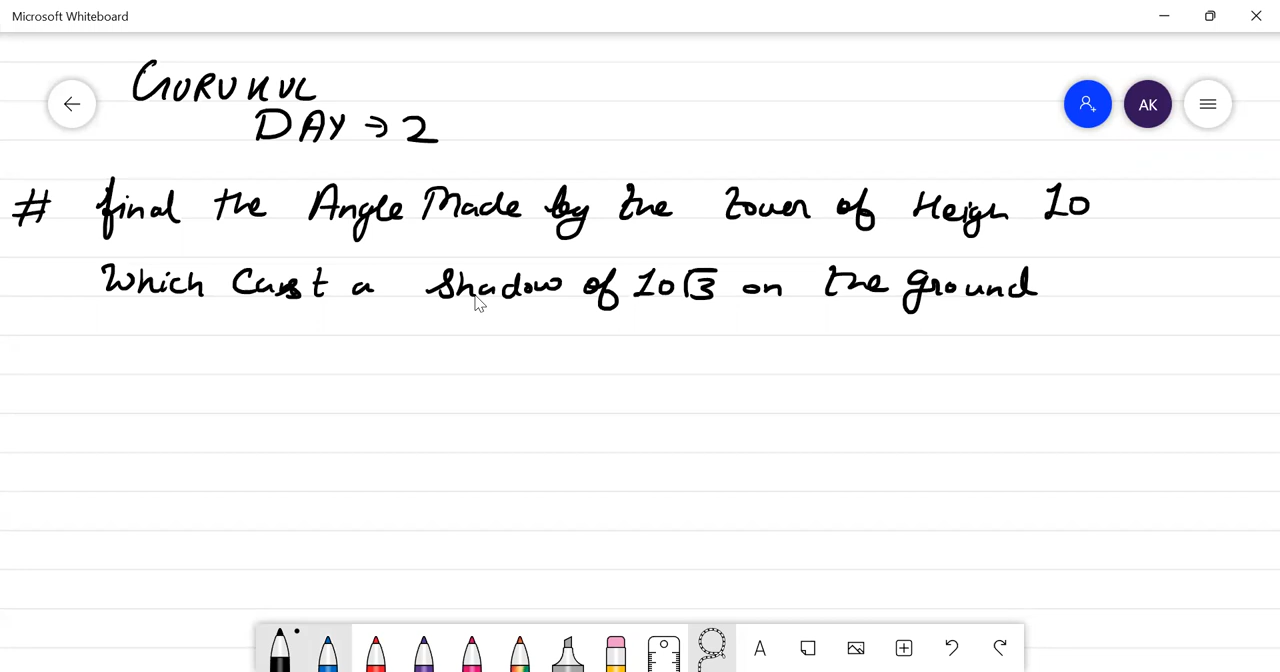 Microsoft Whiteboard
GURUKUL
DAY → 2
AK
# find the Angle Made by the tower of Heigh 10
Which Cast a shadow of 10√3 on the ground
A